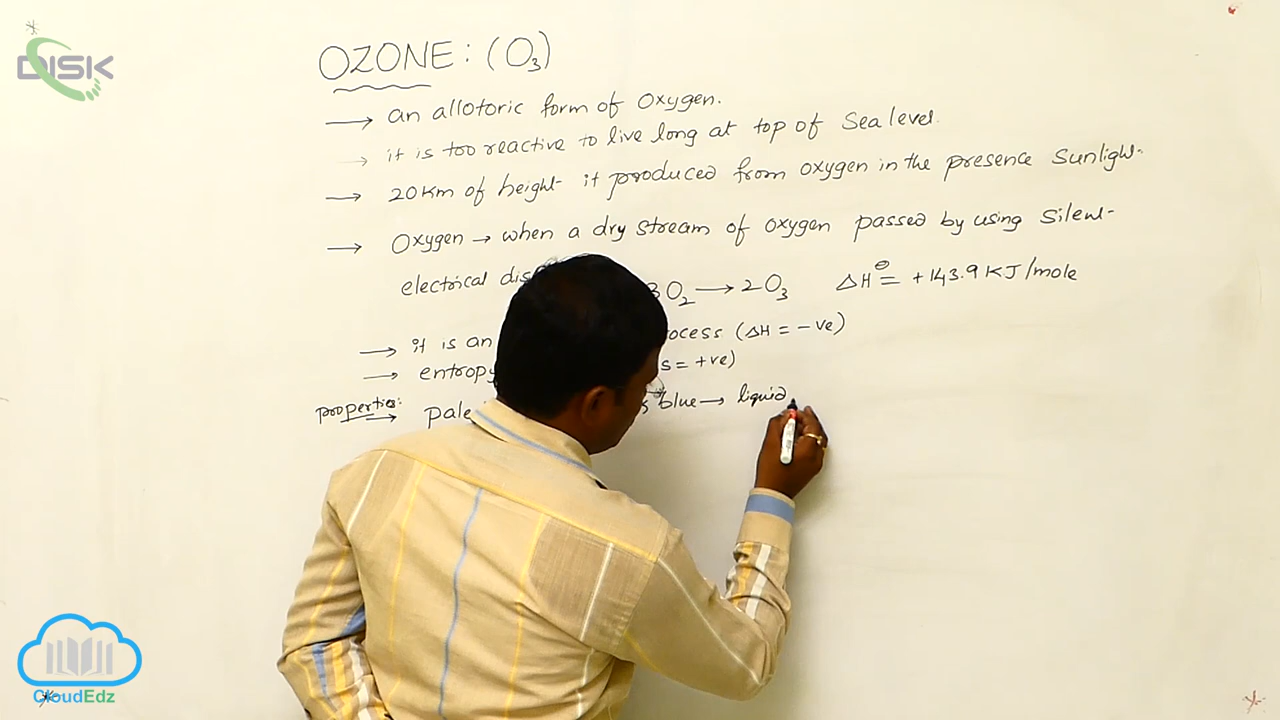 DISK
OZONE: (O₃)
→ an allotoric form of Oxygen.
→ it is too reactive to live long at top of Sea level.
→ 20 Km of height it produced from oxygen in the presence Sunlight.
→ Oxygen → when a dry stream of oxygen passed by using Silent
electrical 3O₂ → 2O₃ ΔH⊖ = +143.9 KJ/mole
→ it is an (ΔH = -ve)
→ entropy s = +ve)
properties:
→ pale blue → liquid
CloudEdz